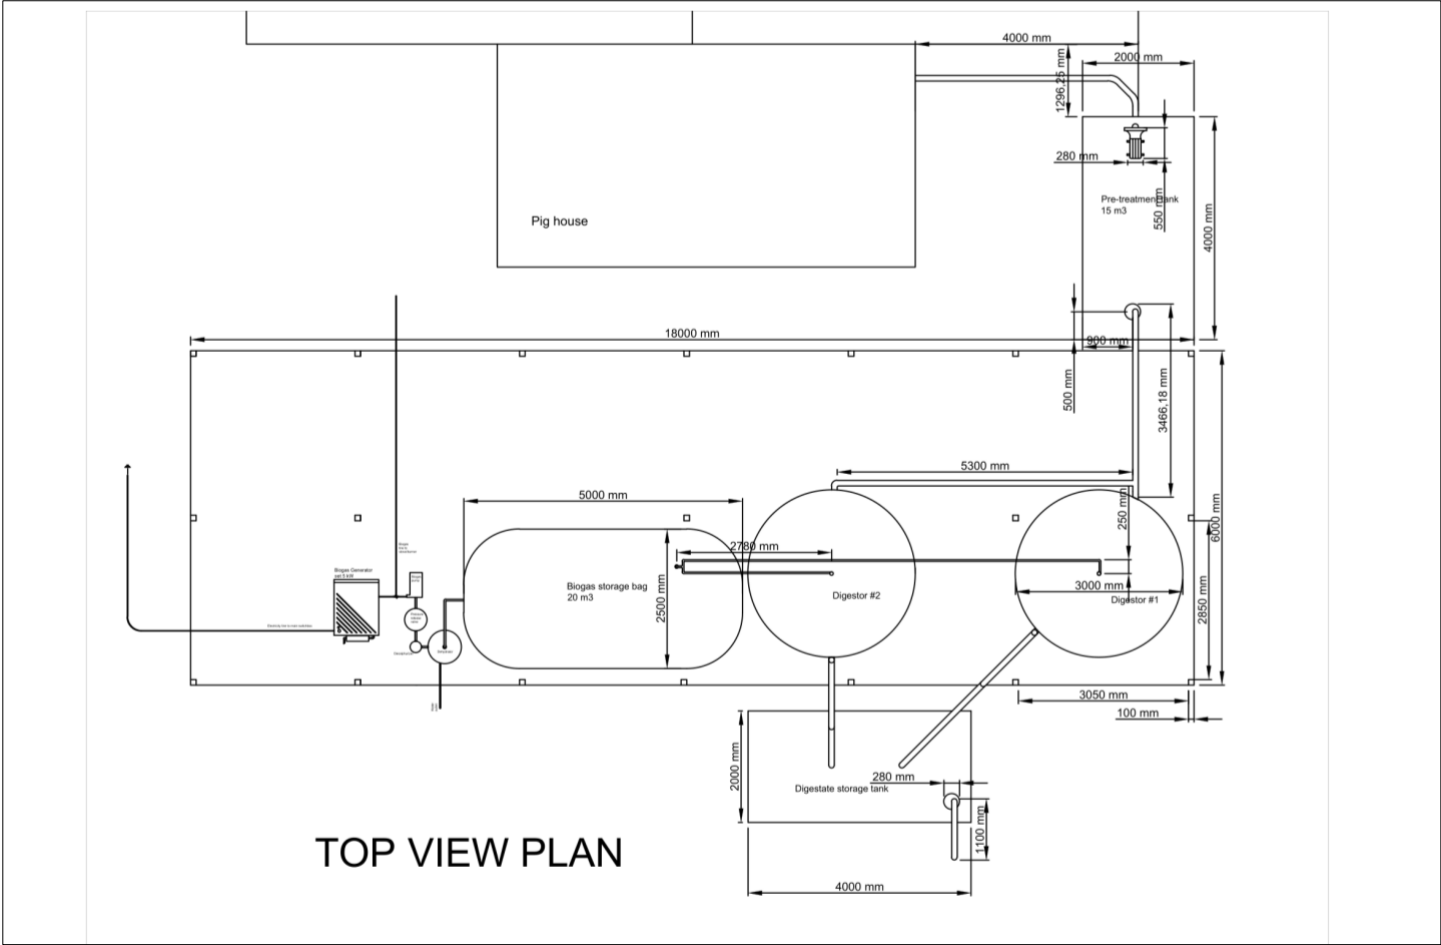 4000 mm
2000 mm
1296,25 mm
280 mm
Pre-treatment tank
15 m3
550 mm
4000 mm
Pig house
18000 mm
900 mm
500 mm
3466,18 mm
5300 mm
5000 mm
250 mm
6000 mm
2780 mm
Biogas Generator
set 5 kW
Biogas storage bag
20 m3
2500 mm
Digestor #2
3000 mm
Digestor #1
2850 mm
3050 mm
100 mm
2000 mm
280 mm
Digestate storage tank
1100 mm
TOP VIEW PLAN
4000 mm